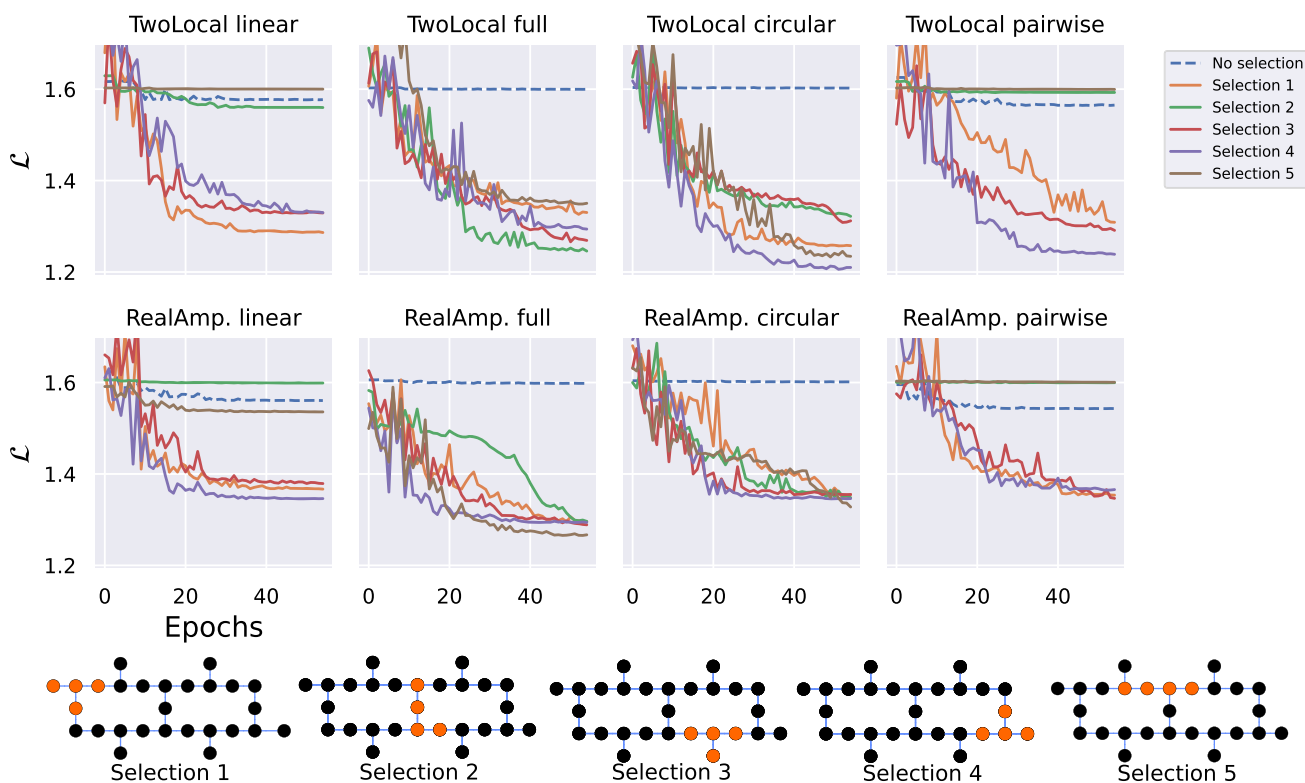 TwoLocal linear
TwoLocal full
TwoLocal circular
TwoLocal pairwise
1.6
1.4
1.2
ℒ
No selection
Selection 1
Selection 2
Selection 3
Selection 4
Selection 5
RealAmp. linear
RealAmp. full
RealAmp. circular
RealAmp. pairwise
1.6
1.4
1.2
ℒ
0 20 40
0 20 40
0 20 40
0 20 40
Epochs
Selection 1
Selection 2
Selection 3
Selection 4
Selection 5